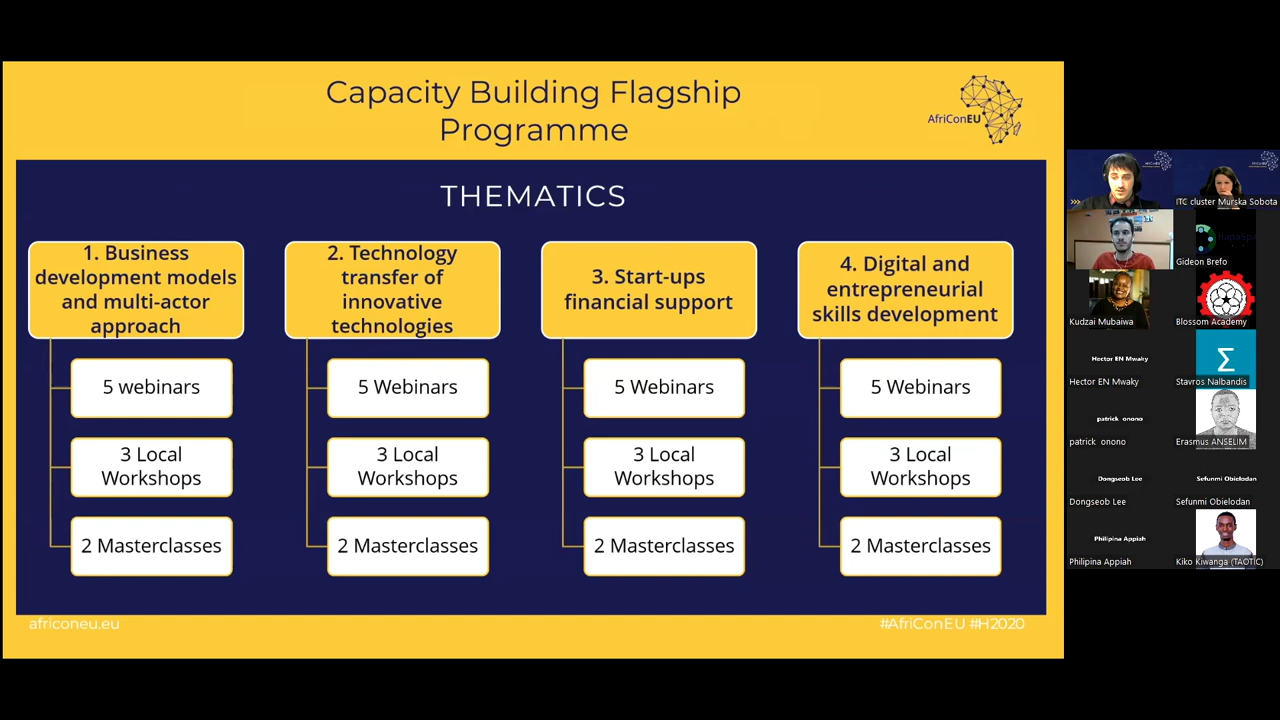 Capacity Building Flagship
Programme
AfriConEU
THEMATICS
1. Business
development models
and multi-actor
approach
5 webinars
3 Local
Workshops
2 Masterclasses
2. Technology
transfer of
innovative
technologies
5 Webinars
3 Local
Workshops
2 Masterclasses
3. Start-ups
financial support
5 Webinars
3 Local
Workshops
2 Masterclasses
4. Digital and
entrepreneurial
skills development
5 Webinars
3 Local
Workshops
2 Masterclasses
africoneu.eu
#AfriConEU #H2020
ITC cluster Murska Sobota
Gideon Brefo
Kudzai Mubaiwa
Blossom Academy
Hector EN Mwaky
Hector EN Mwaky
Σ
Stavros Nalbandis
patrick onono
patrick onono
Erasmus ANSELIM
Dongseob Lee
Dongseob Lee
Sefunmi Obielodan
Sefunmi Obielodan
Philipina Appiah
Philipina Appiah
Kiko Kiwanga (TAOTIC)